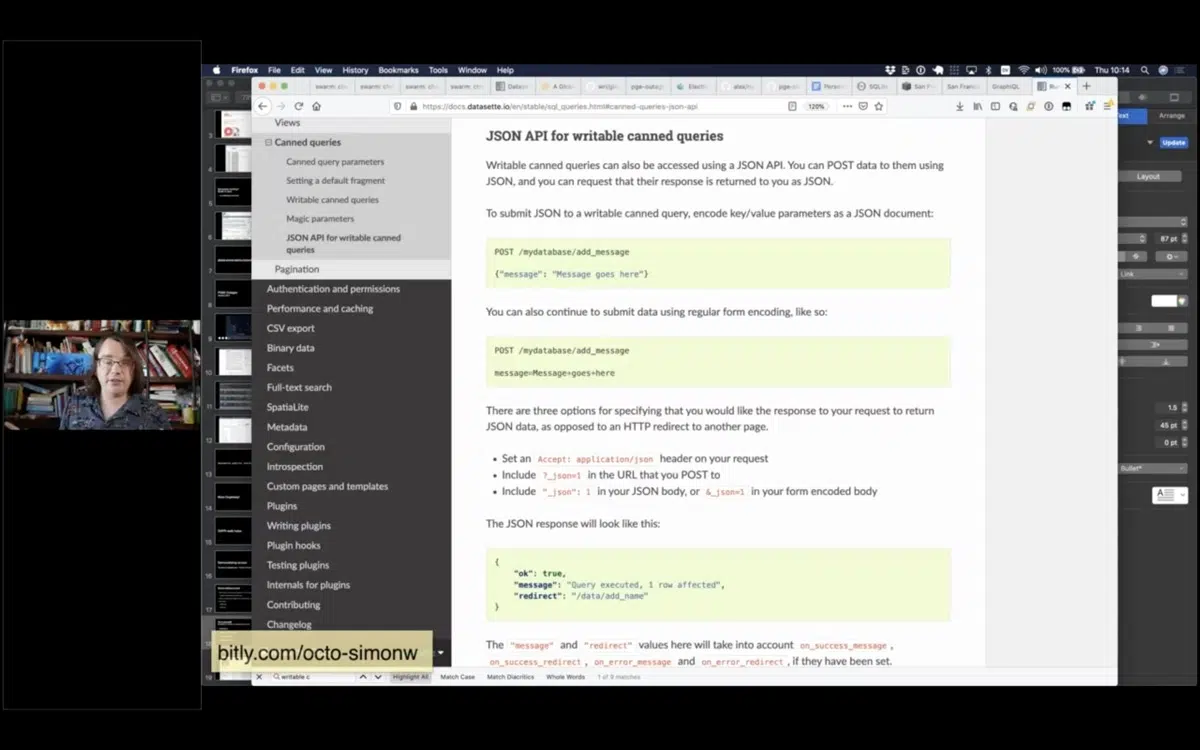 Firefox File Edit View History Bookmarks Tools Window Help
100% Thu 10:14
https://docs.datasette.io/en/stable/sql_queries.html#canned-queries-json-api
120%
Arrange
Update
Layout
87 pt
Link
1.5
45 pt
0 pt
Bullet*
Views
Canned queries
Canned query parameters
Setting a default fragment
Writable canned queries
Magic parameters
JSON API for writable canned
queries
Pagination
Authentication and permissions
Performance and caching
CSV export
Binary data
Facets
Full-text search
SpatiaLite
Metadata
Configuration
Introspection
Custom pages and templates
Plugins
Writing plugins
Plugin hooks
Testing plugins
Internals for plugins
Contributing
Changelog
bitly.com/octo-simonw
JSON API for writable canned queries
Writable canned queries can also be accessed using a JSON API. You can POST data to them using
JSON, and you can request that their response is returned to you as JSON.
To submit JSON to a writable canned query, encode key/value parameters as a JSON document:
POST /mydatabase/add_message
{"message": "Message goes here"}
You can also continue to submit data using regular form encoding, like so:
POST /mydatabase/add_message
message=Message+goes+here
There are three options for specifying that you would like the response to your request to return
JSON data, as opposed to an HTTP redirect to another page.
• Set an Accept: application/json header on your request
• Include ?_json=1 in the URL that you POST to
• Include "_json": 1 in your JSON body, or &_json=1 in your form encoded body
The JSON response will look like this:
{
"ok": true,
"message": "Query executed, 1 row affected",
"redirect": "/data/add_name"
}
The "message" and "redirect" values here will take into account on_success_message ,
on_success_redirect , on_error_message and on_error_redirect , if they have been set.
writable c
Highlight All Match Case Match Diacritics Whole Words